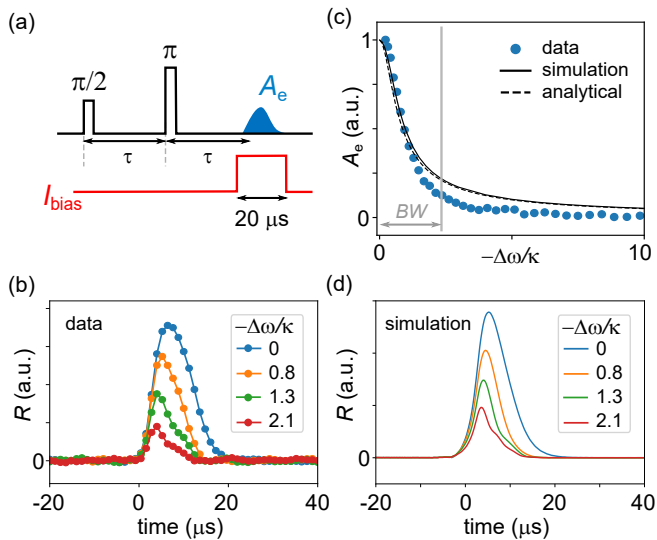 (a)
π/2
π
A_e
τ
τ
I_bias
20 μs
(c)
1
A_e (a.u.)
0
data
simulation
analytical
BW
0
10
−Δω/κ
(b)
data
−Δω/κ
0
0.8
1.3
2.1
R (a.u.)
0
−20
0
20
40
time (μs)
(d)
simulation
−Δω/κ
0
0.8
1.3
2.1
R (a.u.)
0
−20
0
20
40
time (μs)